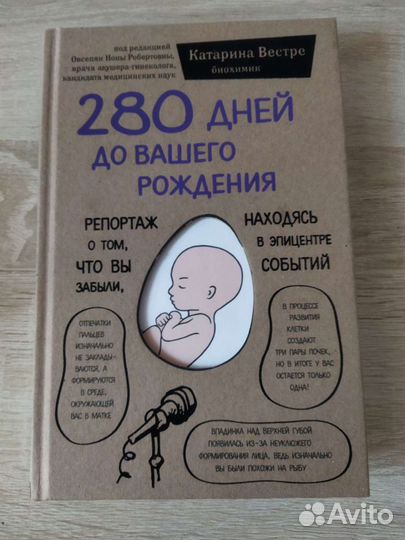 под редакцией
Овсепян Ноны Робертовны,
врача акушера-гинеколога,
кандидата медицинских наук
Катарина Вестре
биохимик
280 ДНЕЙ
ДО ВАШЕГО
РОЖДЕНИЯ
РЕПОРТАЖ
О ТОМ,
ЧТО ВЫ
ЗАБЫЛИ,
НАХОДЯСЬ
В ЭПИЦЕНТРЕ
СОБЫТИЙ
ОТПЕЧАТКИ
ПАЛЬЦЕВ
ИЗНАЧАЛЬНО
НЕ ЗАКЛАДЫ-
ВАЮТСЯ, А
ФОРМИРУЮТСЯ
В СРЕДЕ,
ОКРУЖАЮЩЕЙ
ВАС В МАТКЕ
В ПРОЦЕССЕ
РАЗВИТИЯ
КЛЕТКИ
СОЗДАЮТ
ТРИ ПАРЫ ПОЧЕК,
НО В ИТОГЕ У ВАС
ОСТАЕТСЯ ТОЛЬКО
ОДНА!
ВПАДИНКА НАД ВЕРХНЕЙ ГУБОЙ
ПОЯВИЛАСЬ ИЗ-ЗА НЕУКЛЮЖЕГО
ФОРМИРОВАНИЯ ЛИЦА, ВЕДЬ ИЗНАЧАЛЬНО
ВЫ БЫЛИ ПОХОЖИ НА РЫБУ
Avito